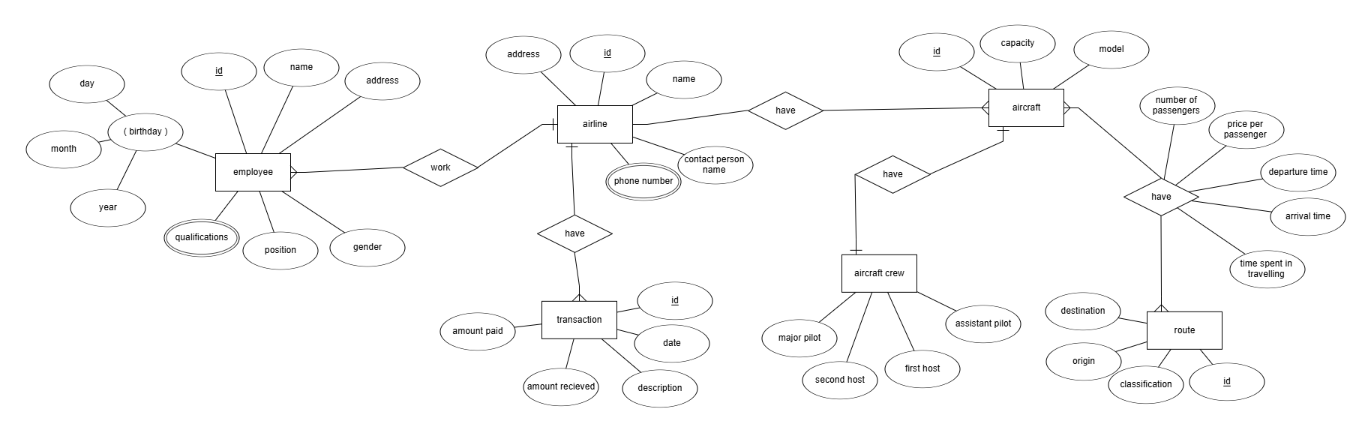 id
name
address
day
( birthday )
month
year
employee
qualifications
position
gender
work
address
id
name
airline
contact person
name
phone number
have
transaction
id
amount paid
date
amount recieved
description
have
id
capacity
model
aircraft
have
aircraft crew
major pilot
second host
first host
assistant pilot
number of
passengers
price per
passenger
departure time
have
arrival time
time spent in
travelling
destination
route
origin
classification
id